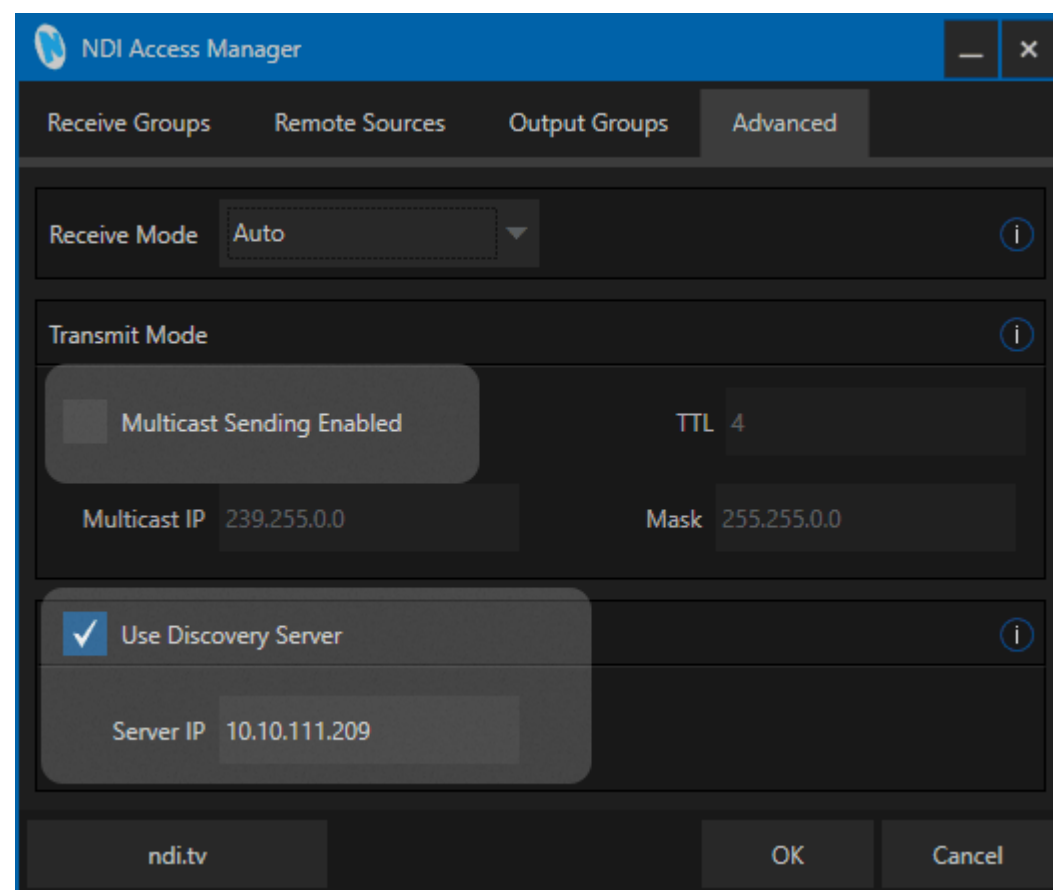 NDI Access Manager
Receive Groups Remote Sources Output Groups Advanced
Receive Mode Auto
Transmit Mode
Multicast Sending Enabled TTL 4
Multicast IP 239.255.0.0 Mask 255.255.0.0
Use Discovery Server
Server IP 10.10.111.209
ndi.tv OK Cancel